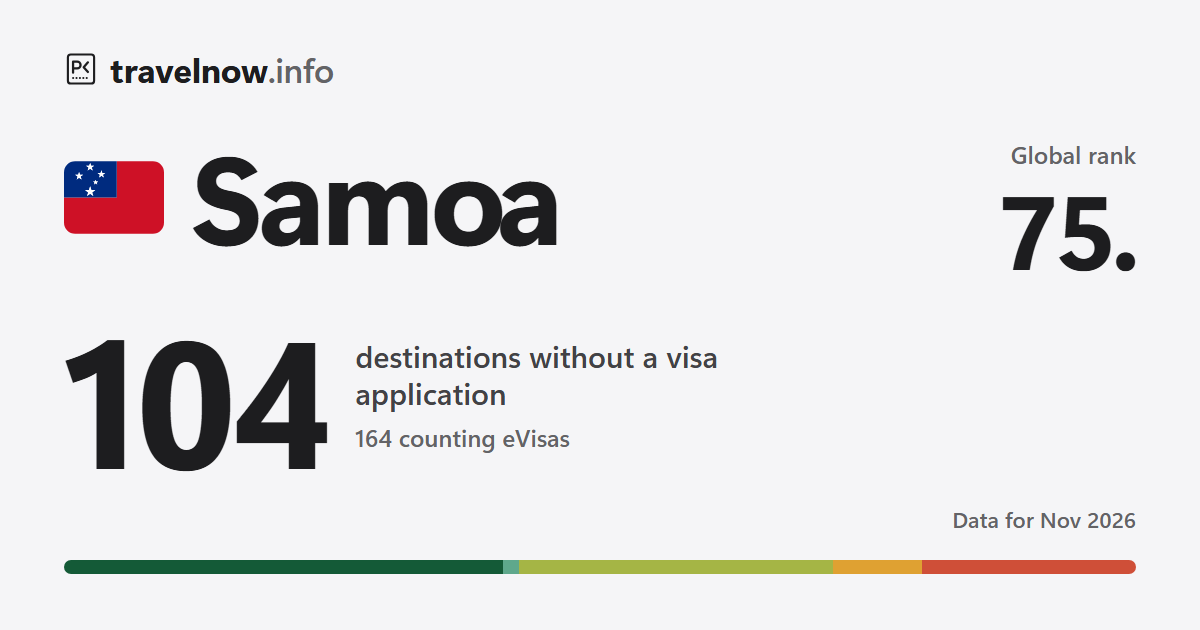 travelnow.info
Samoa
Global rank
75.
104
destinations without a visa
application
164 counting eVisas
Data for Nov 2026